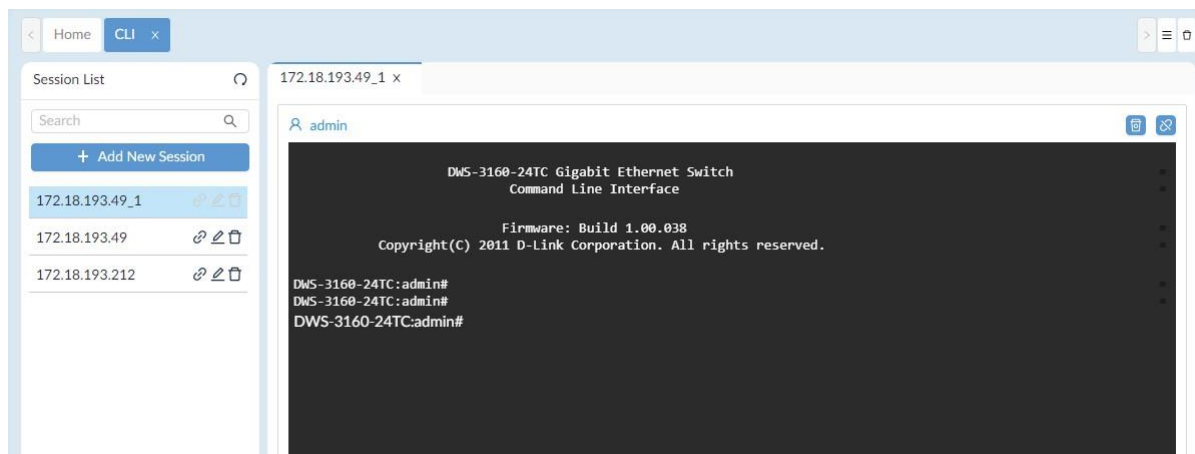 Home CLI x
Session List
172.18.193.49_1 x
Search
+ Add New Session
172.18.193.49_1
172.18.193.49
172.18.193.212
admin
DWS-3160-24TC Gigabit Ethernet Switch
Command Line Interface
Firmware: Build 1.00.038
Copyright(C) 2011 D-Link Corporation. All rights reserved.
DWS-3160-24TC:admin#
DWS-3160-24TC:admin#
DWS-3160-24TC:admin#